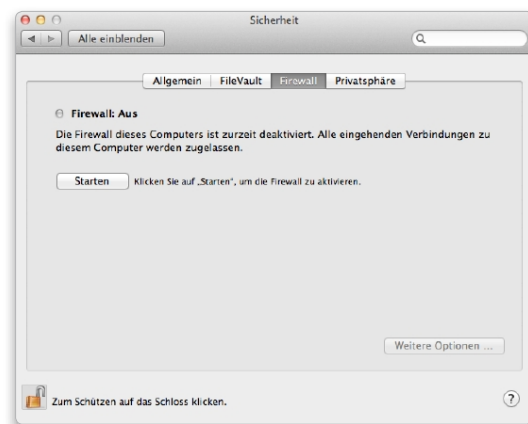 Sicherheit
Alle einblenden
Allgemein FileVault Firewall Privatsphäre
Firewall: Aus
Die Firewall dieses Computers ist zurzeit deaktiviert. Alle eingehenden Verbindungen zu
diesem Computer werden zugelassen.
Starten Klicken Sie auf „Starten“, um die Firewall zu aktivieren.
Weitere Optionen ...
Zum Schützen auf das Schloss klicken.
?